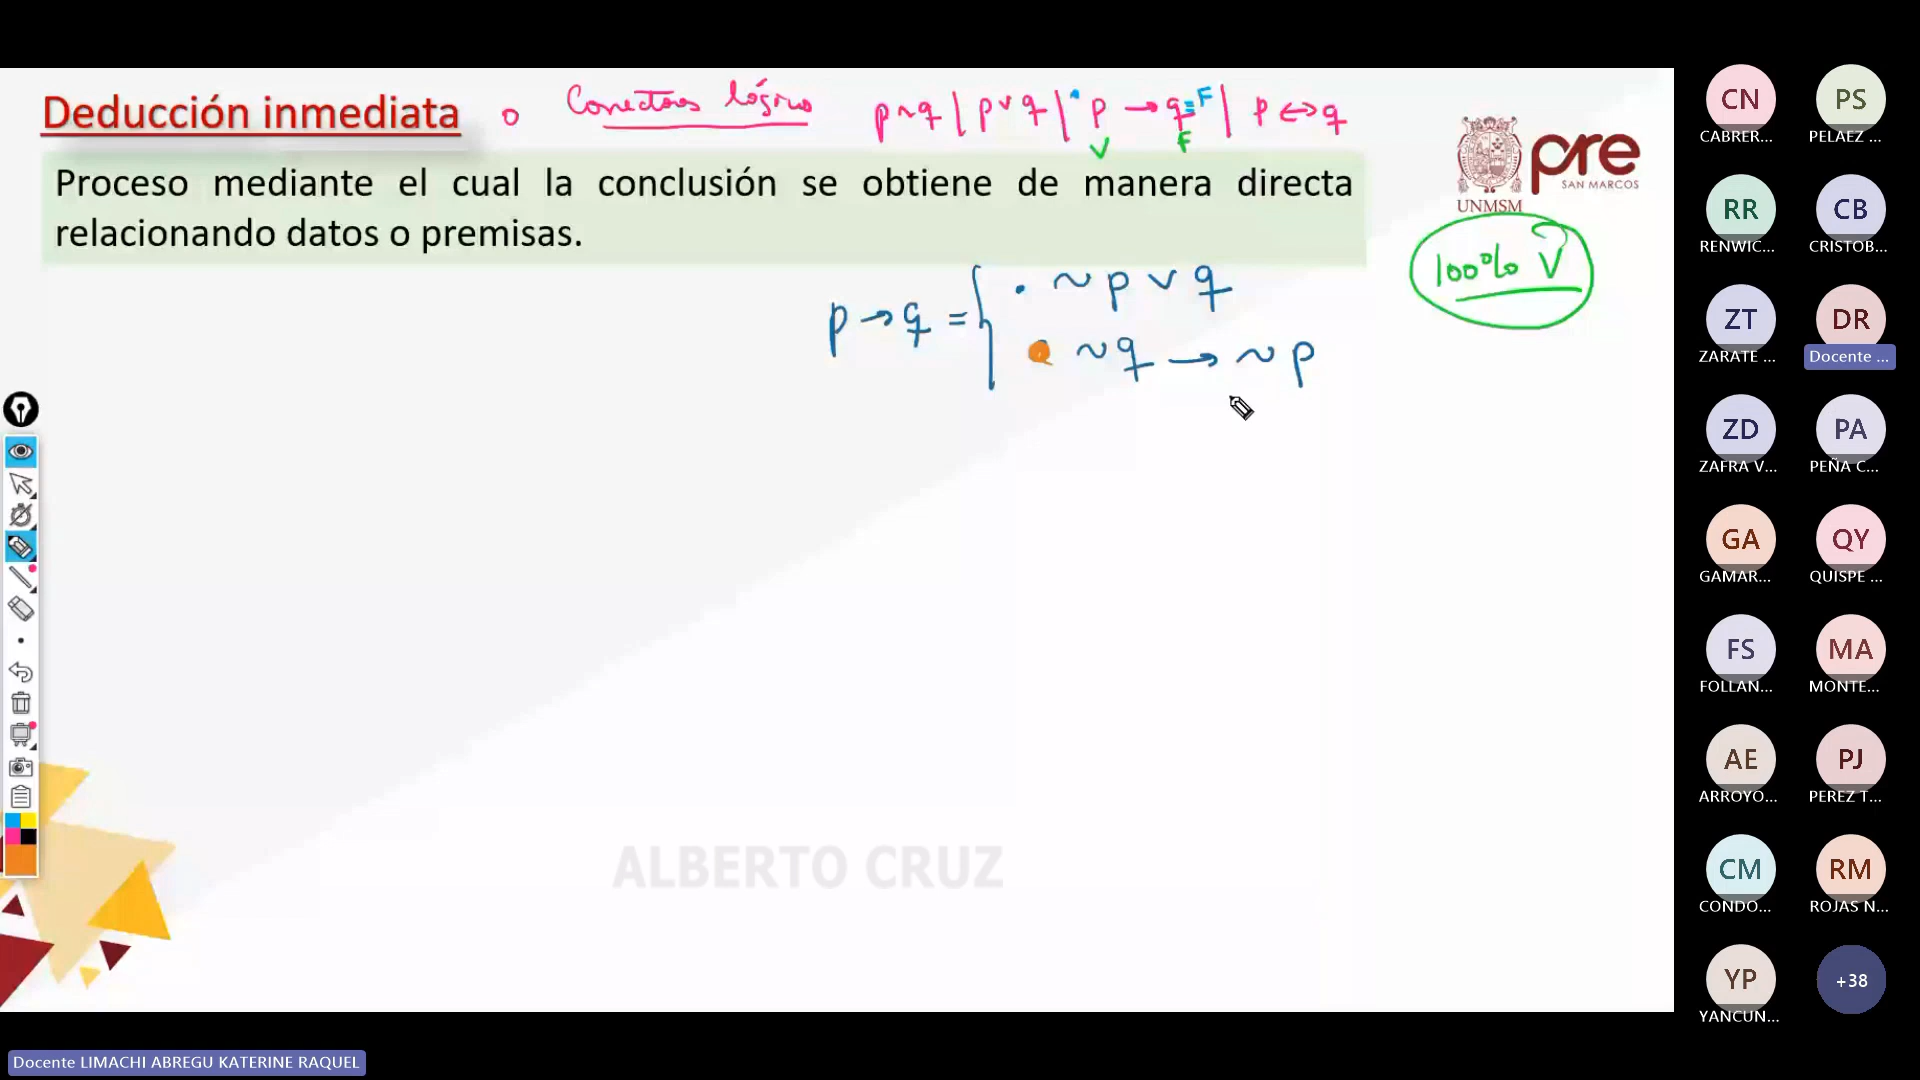 Deducción inmediata o Conectores lógico p ∧ q | p ∨ q | p → q ≡ F | p ↔ q
V F
Proceso mediante el cual la conclusión se obtiene de manera directa
relacionando datos o premisas.
pre
SAN MARCOS
UNMSM
100% V
p → q = { • ~ p ∨ q
• ~ q → ~ p
ALBERTO CRUZ
CN
CABRER...
PS
PELAEZ ...
RR
RENWIC...
CB
CRISTOB...
ZT
ZARATE ...
DR
Docente ...
ZD
ZAFRA V...
PA
PEÑA C...
GA
GAMAR...
QY
QUISPE ...
FS
FOLLAN...
MA
MONTE...
AE
ARROYO...
PJ
PEREZ T...
CM
CONDO...
RM
ROJAS N...
YP
YANCUN...
+38
Docente LIMACHI ABREGU KATERINE RAQUEL